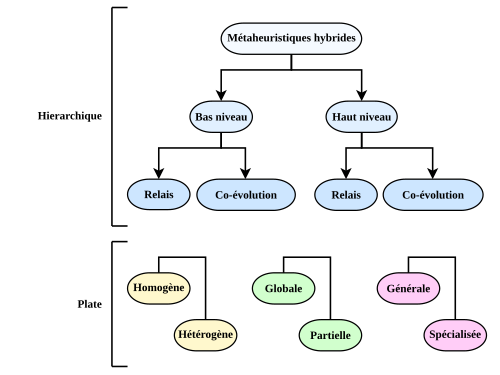 Métaheuristiques hybrides
Hierarchique
Bas niveau
Haut niveau
Relais
Co-évolution
Relais
Co-évolution
Plate
Homogène
Globale
Générale
Hétérogène
Partielle
Spécialisée